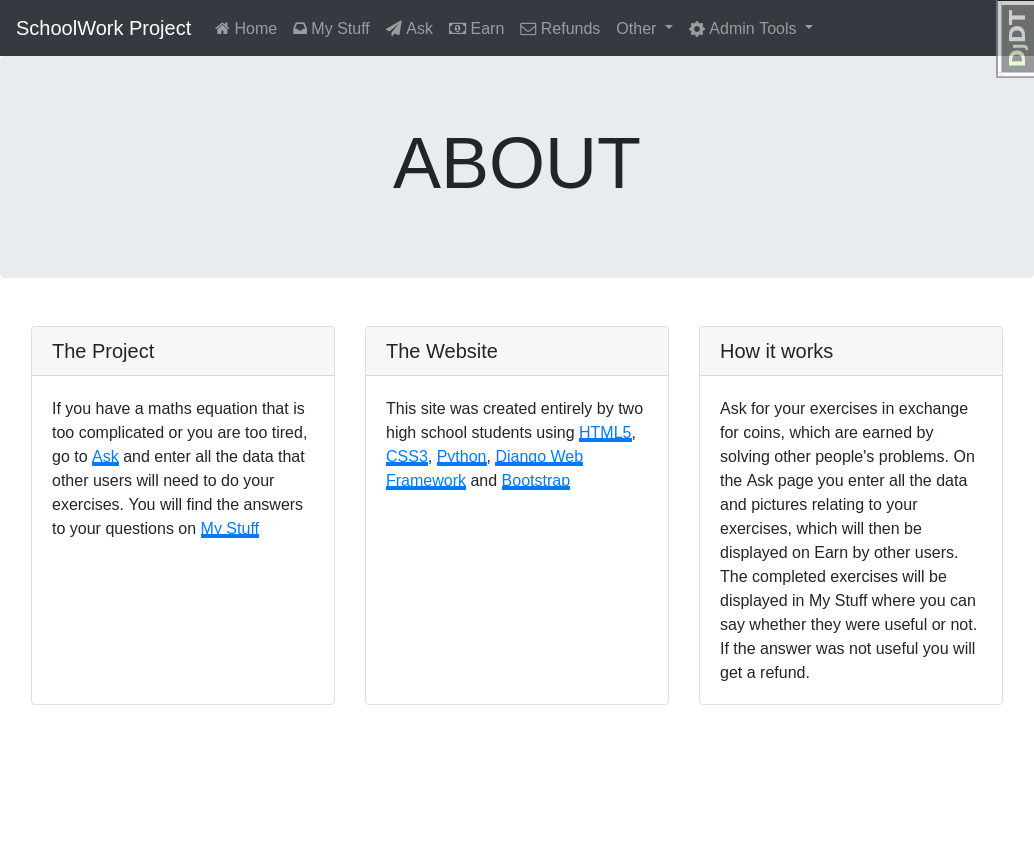 SchoolWork Project Home My Stuff Ask Earn Refunds Other Admin Tools
DjDT
ABOUT
The Project
If you have a maths equation that is
too complicated or you are too tired,
go to Ask and enter all the data that
other users will need to do your
exercises. You will find the answers
to your questions on My Stuff
The Website
This site was created entirely by two
high school students using HTML5,
CSS3, Python, Django Web
Framework and Bootstrap
How it works
Ask for your exercises in exchange
for coins, which are earned by
solving other people's problems. On
the Ask page you enter all the data
and pictures relating to your
exercises, which will then be
displayed on Earn by other users.
The completed exercises will be
displayed in My Stuff where you can
say whether they were useful or not.
If the answer was not useful you will
get a refund.